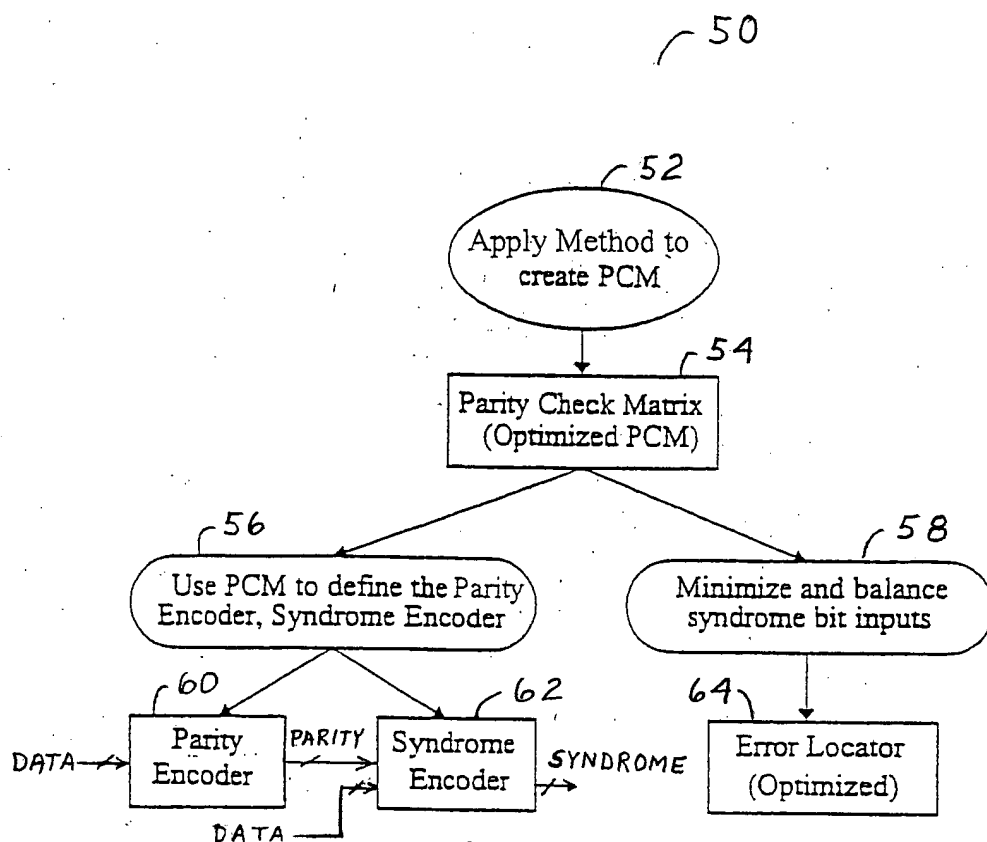 50
52
Apply Method to
create PCM
54
Parity Check Matrix
(Optimized PCM)
56
58
Use PCM to define the Parity
Encoder, Syndrome Encoder
Minimize and balance
syndrome bit inputs
60
62
64
DATA
Parity
Encoder
PARITY
Syndrome
Encoder
SYNDROME
Error Locator
(Optimized)
DATA